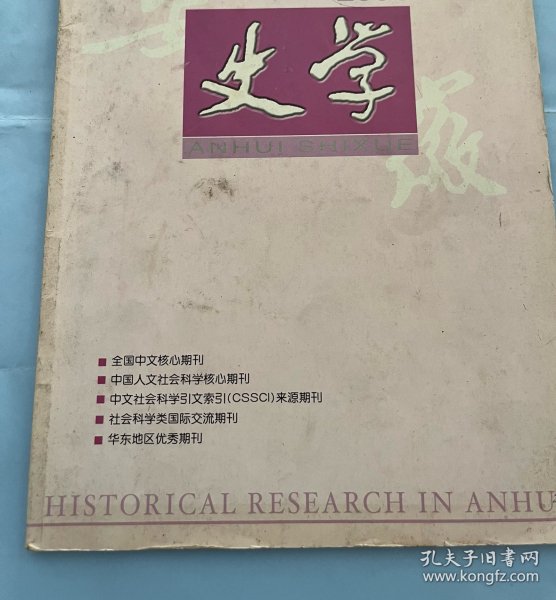 史学
ANHUI SHIXUE
■ 全国中文核心期刊
■ 中国人文社会科学核心期刊
■ 中文社会科学引文索引(CSSCI)来源期刊
■ 社会科学类国际交流期刊
■ 华东地区优秀期刊
HISTORICAL RESEARCH IN ANHU
孔夫子旧书网
www.kongfz.com